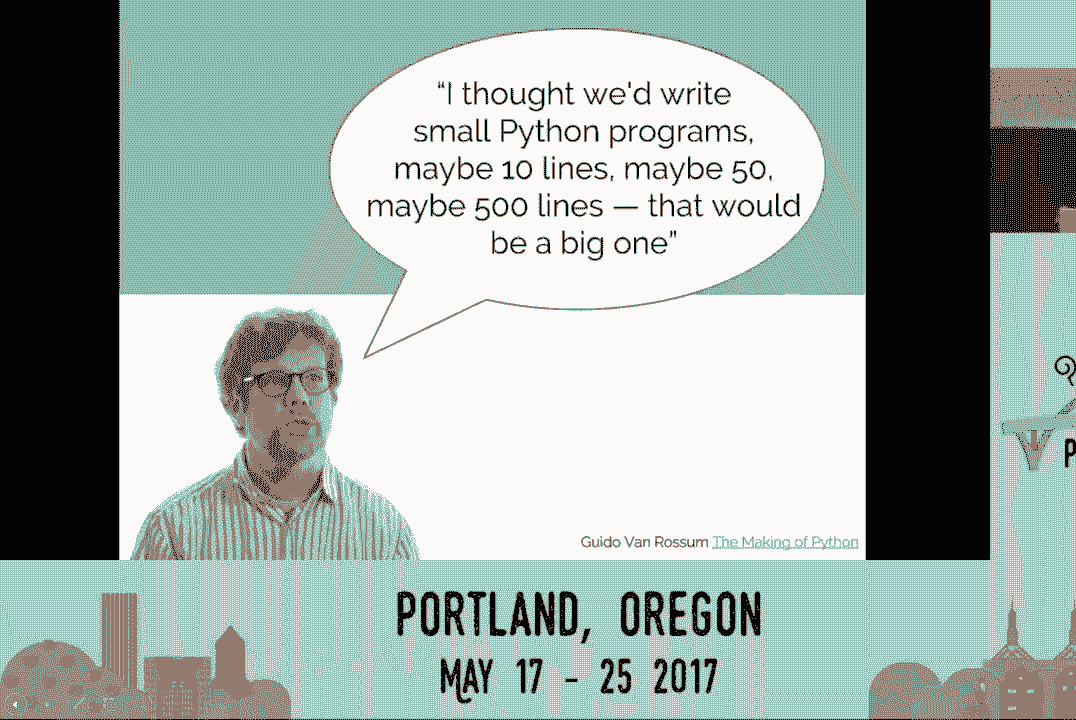 “I thought we'd write
small Python programs,
maybe 10 lines, maybe 50,
maybe 500 lines — that would
be a big one”
Guido Van Rossum The Making of Python
PORTLAND, OREGON
MAY 17 - 25 2017